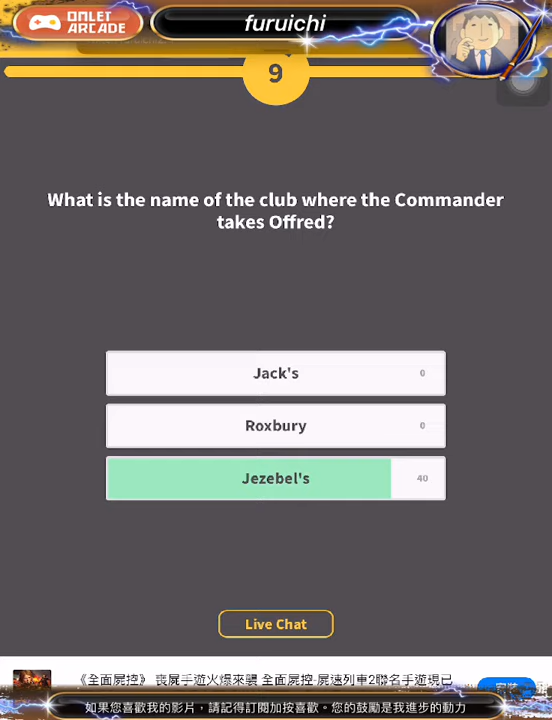 ONLET
ARCADE
furuichi
9
What is the name of the club where the Commander
takes Offred?
Jack's
0
Roxbury
0
Jezebel's
40
Live Chat
《全面屍控》 喪屍手遊火爆來襲 全面屍控-屍速列車2聯名手遊現已
如果您喜歡我的影片，請記得訂閱加按喜歡。您的鼓勵是我進步的動力